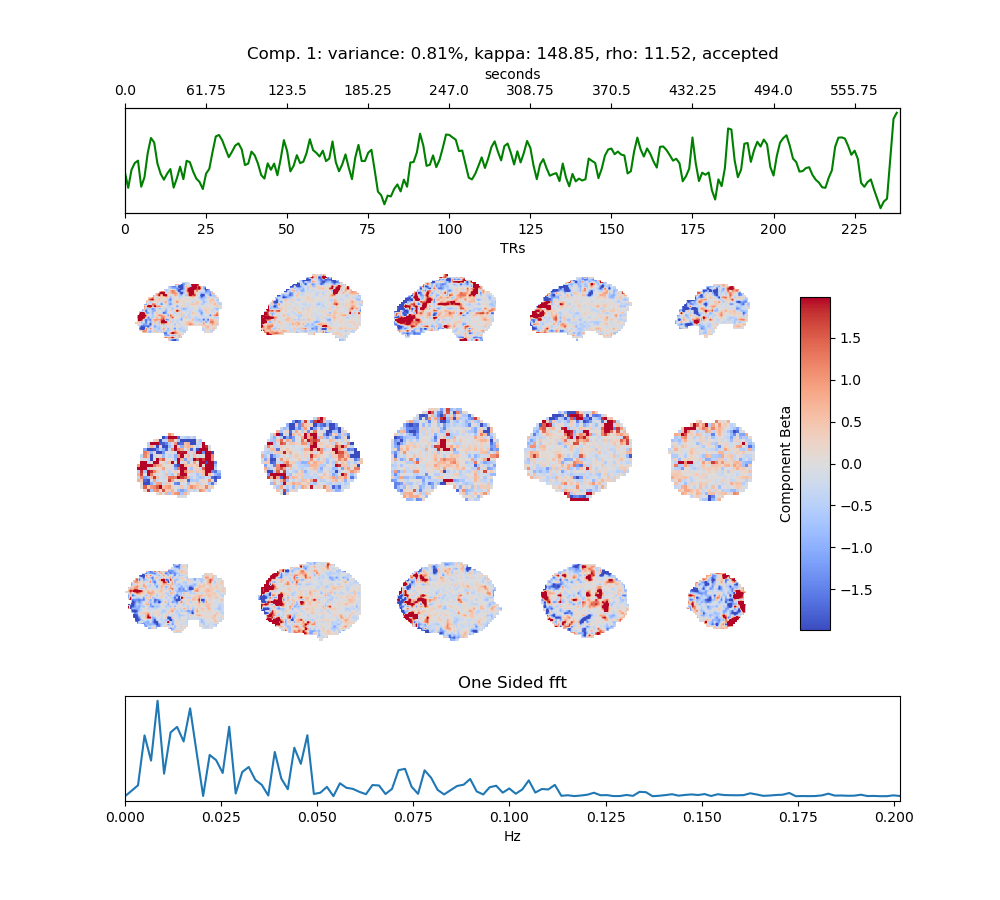 Comp. 1: variance: 0.81%, kappa: 148.85, rho: 11.52, accepted
seconds
0.0 61.75 123.5 185.25 247.0 308.75 370.5 432.25 494.0 555.75
0 25 50 75 100 125 150 175 200 225
TRs
1.5
1.0
0.5
0.0
−0.5
−1.0
−1.5
Component Beta
One Sided fft
0.000 0.025 0.050 0.075 0.100 0.125 0.150 0.175 0.200
Hz